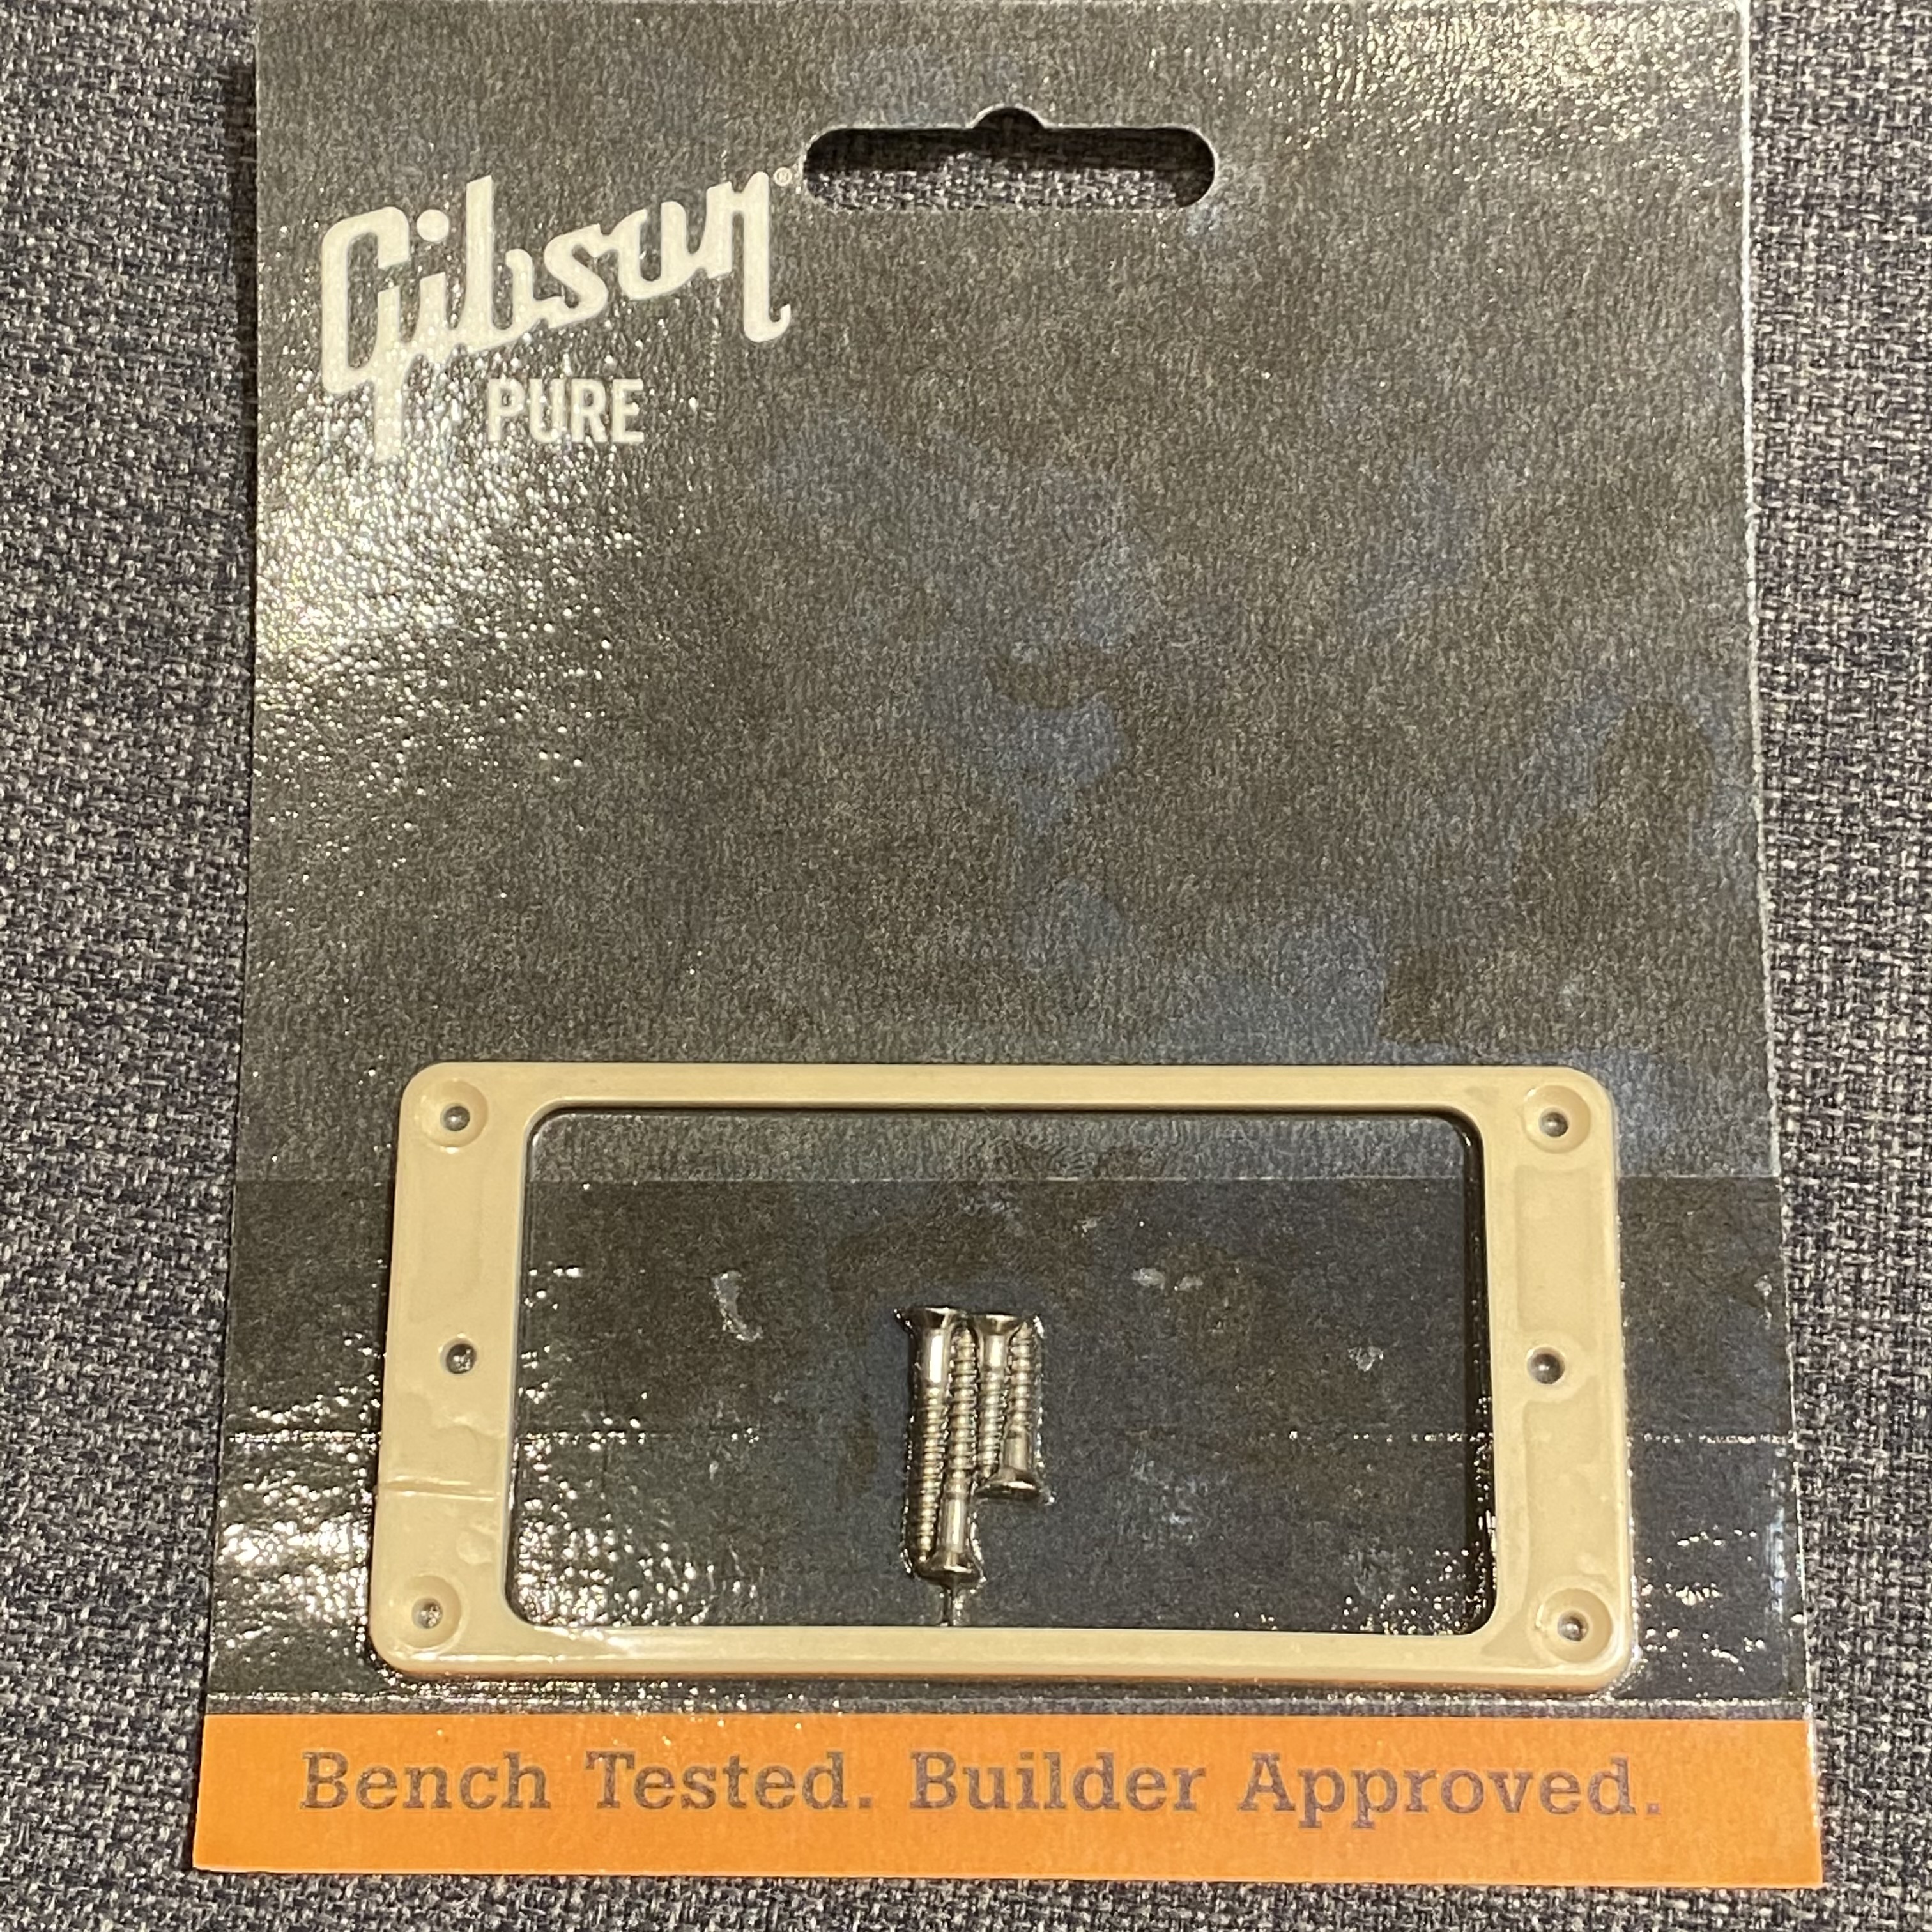 Gibson®
PURE
Bench Tested. Builder Approved.